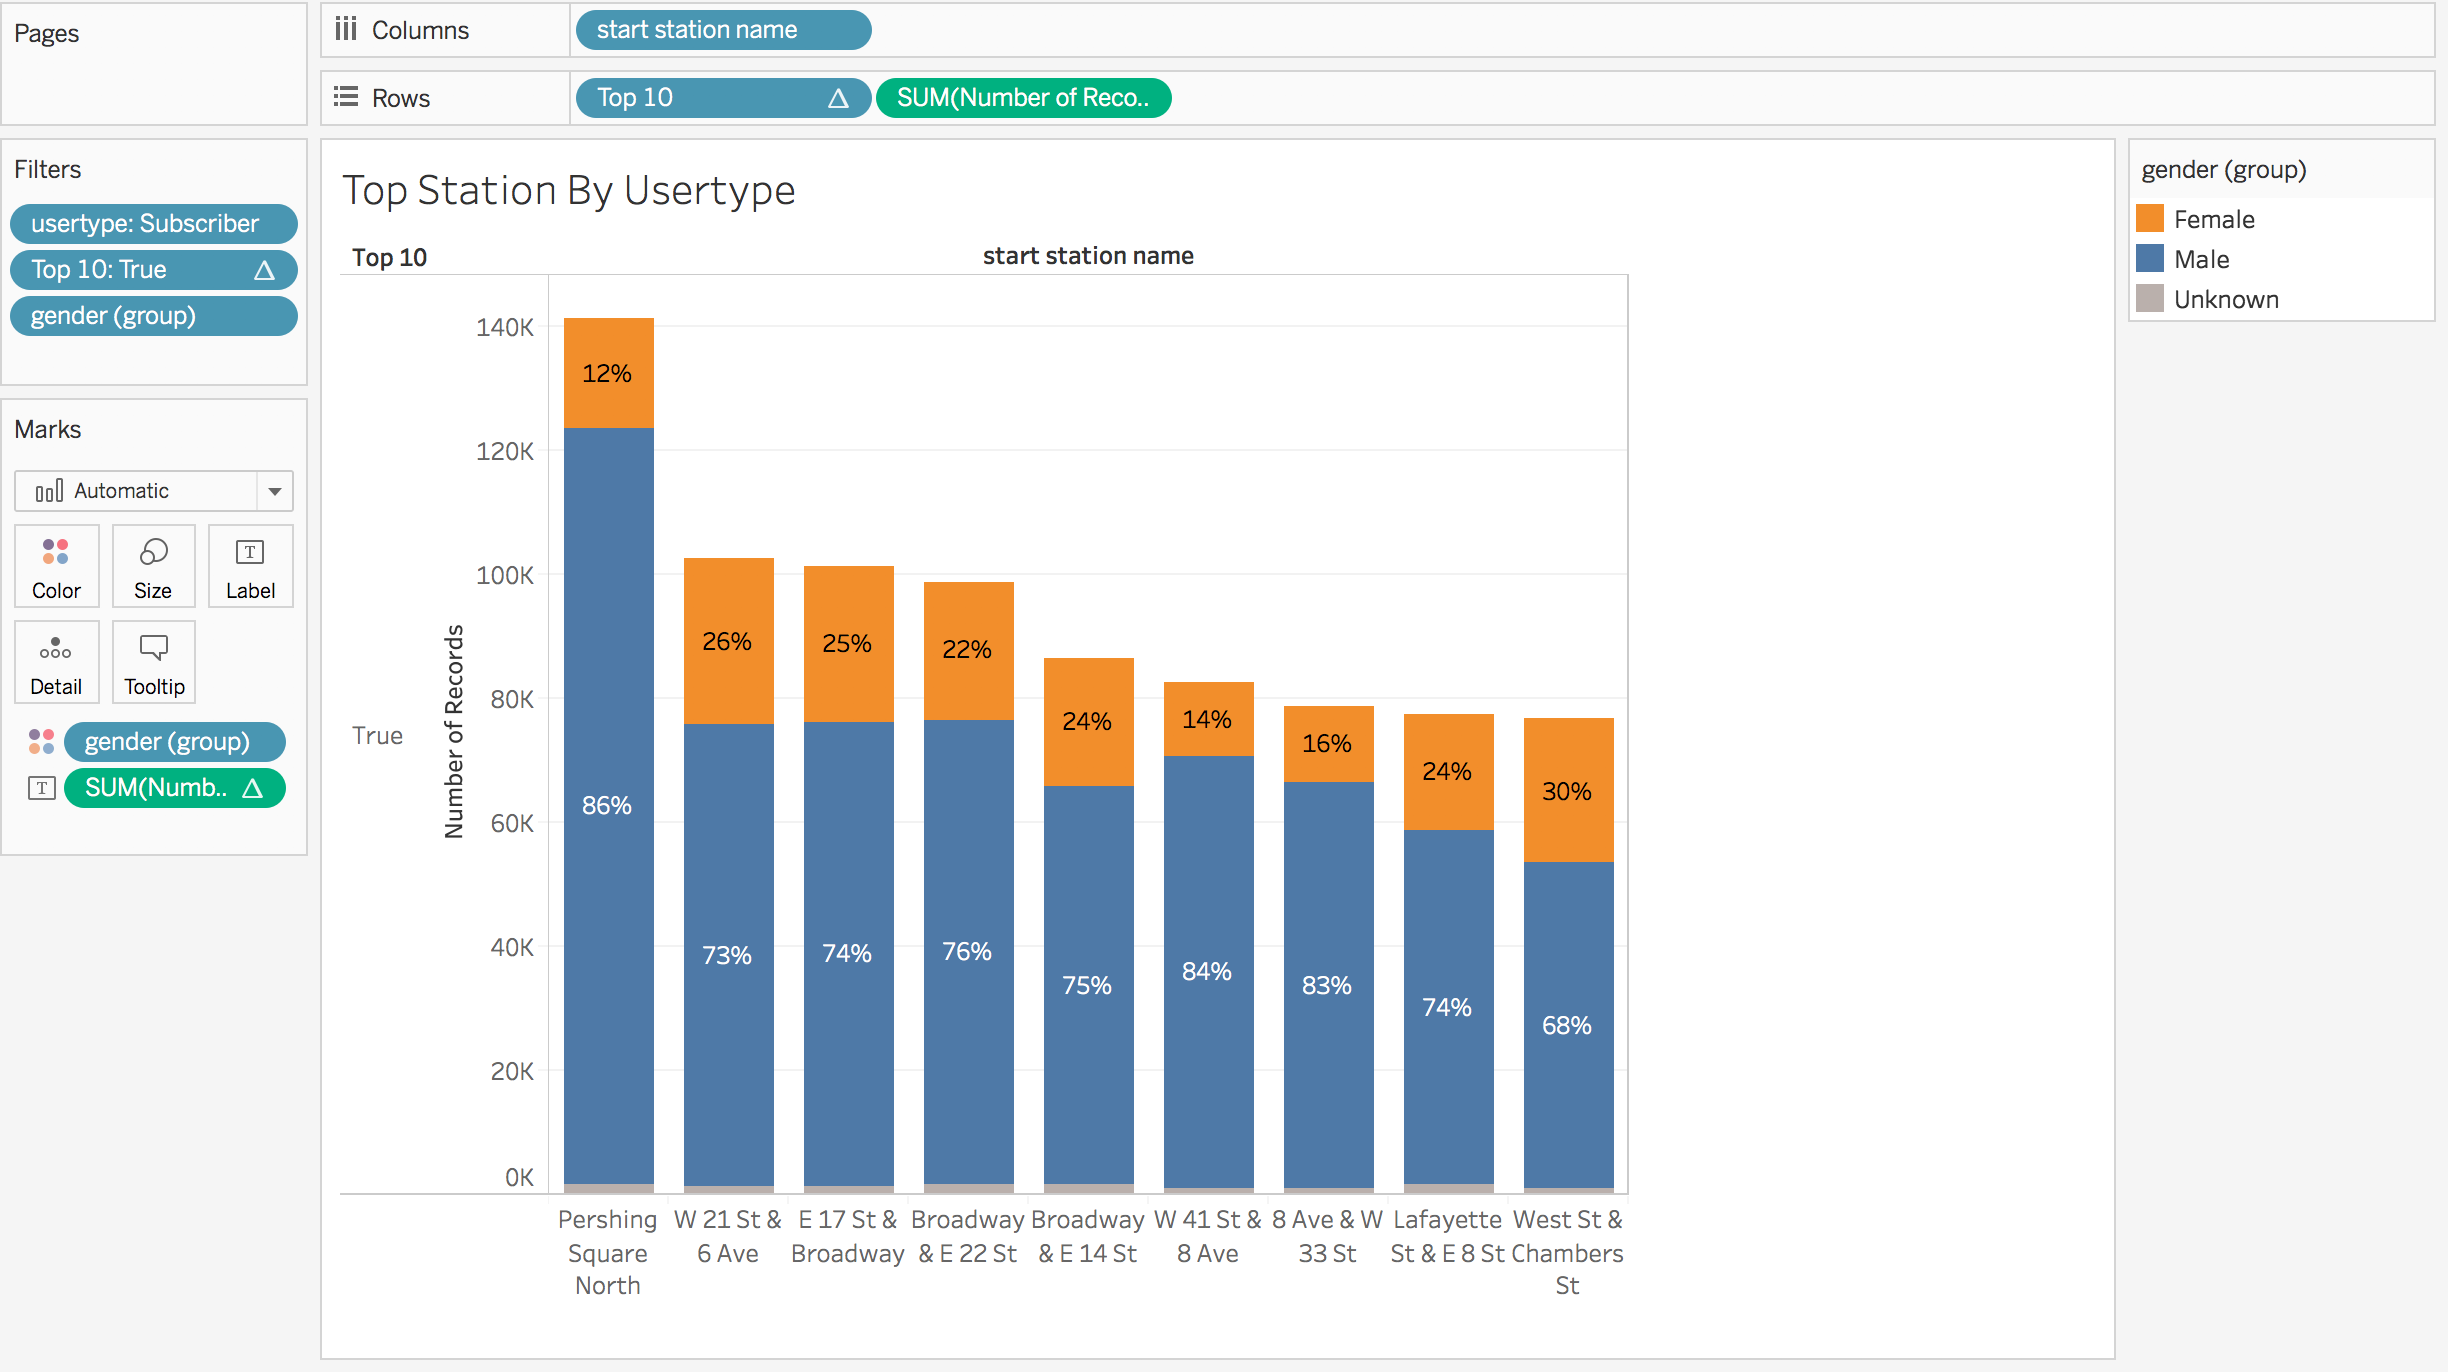 Pages
Columns
start station name
Rows
Top 10
SUM(Number of Reco..
Filters
usertype: Subscriber
Top 10: True
gender (group)
Marks
Automatic
Color
Size
Label
Detail
Tooltip
gender (group)
T
SUM(Numb..
Top Station By Usertype
Top 10
start station name
True
Number of Records
140K
120K
100K
80K
60K
40K
20K
0K
12%
86%
26%
73%
25%
74%
22%
76%
24%
75%
14%
84%
16%
83%
24%
74%
30%
68%
Pershing
Square
North
W 21 St &
6 Ave
E 17 St &
Broadway
Broadway
& E 22 St
Broadway
& E 14 St
W 41 St &
8 Ave
8 Ave & W
33 St
Lafayette
St & E 8 St
West St &
Chambers
St
gender (group)
Female
Male
Unknown